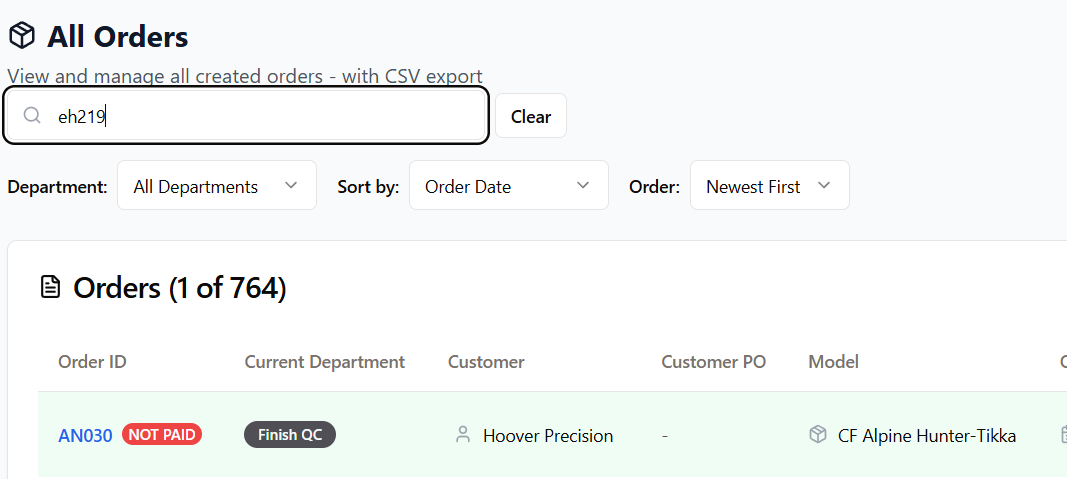 All Orders
View and manage all created orders - with CSV export
eh219
Clear
Department: All Departments Sort by: Order Date Order: Newest First
Orders (1 of 764)
Order ID Current Department Customer Customer PO Model
AN030 NOT PAID Finish QC Hoover Precision - CF Alpine Hunter-Tikka